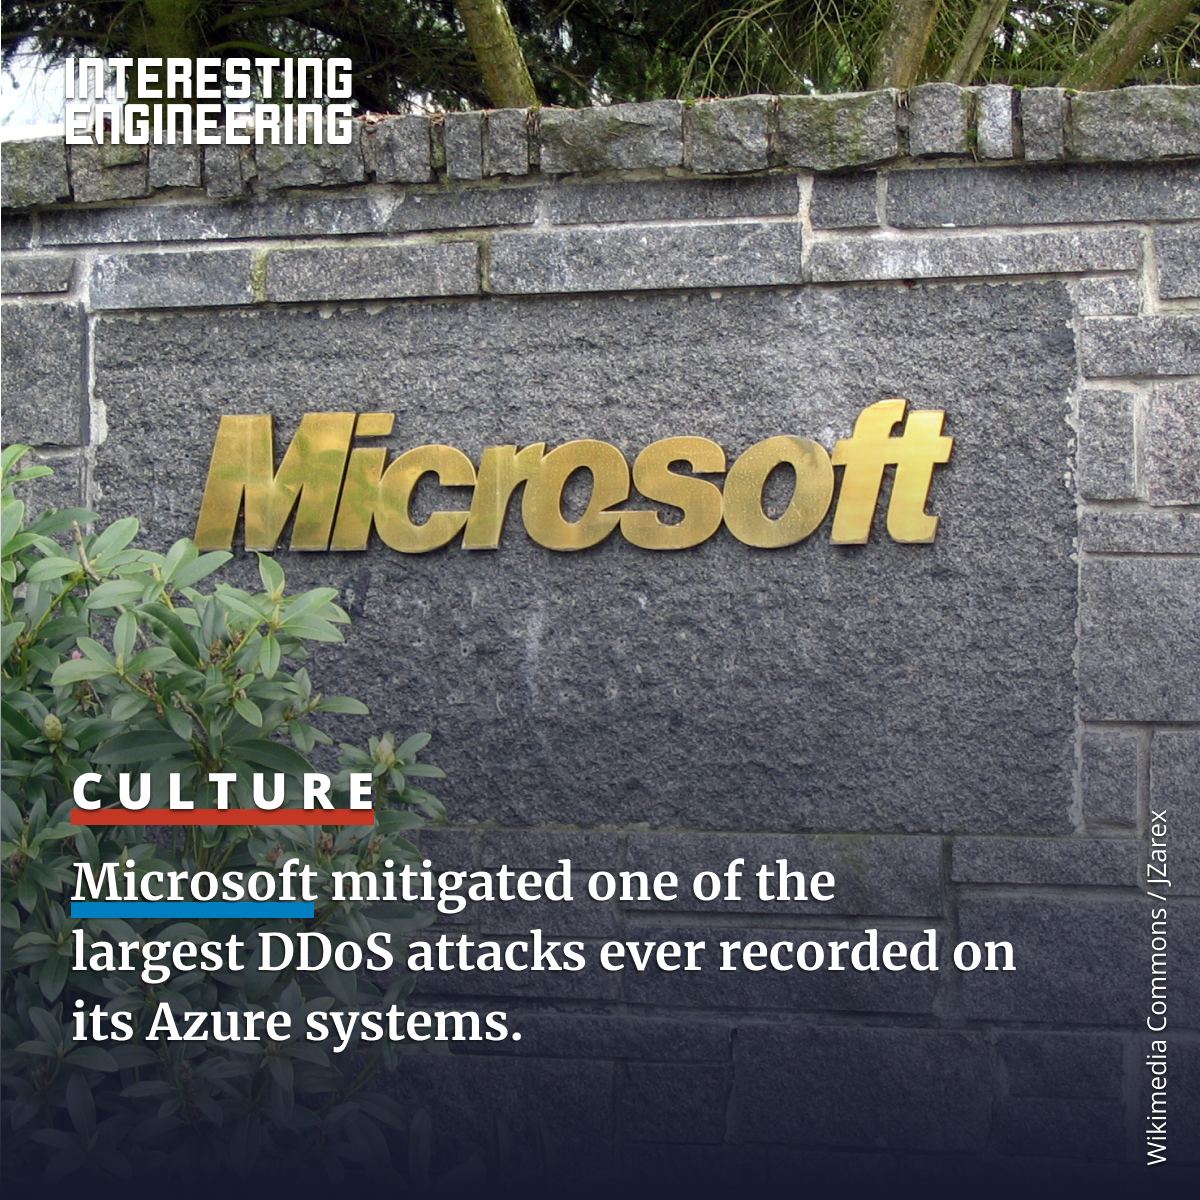 INTERESTING
ENGINEERING
Microsoft
CULTURE
Microsoft mitigated one of the
largest DDoS attacks ever recorded on
its Azure systems.
Wikimedia Commons / JZarex